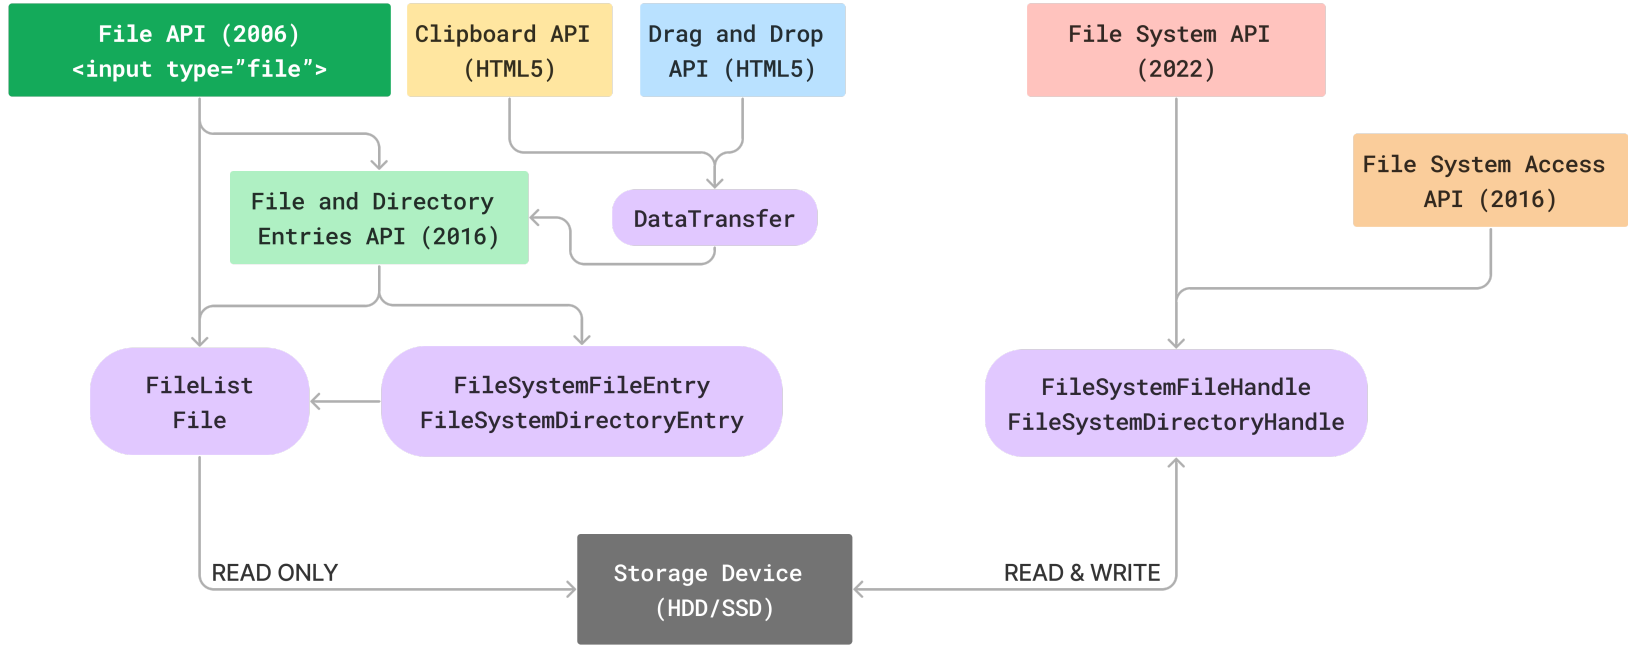 File API (2006)
<input type=”file”>
Clipboard API
(HTML5)
Drag and Drop
API (HTML5)
File System API
(2022)
File System Access
API (2016)
File and Directory
Entries API (2016)
DataTransfer
FileList
File
FileSystemFileEntry
FileSystemDirectoryEntry
FileSystemFileHandle
FileSystemDirectoryHandle
READ ONLY
Storage Device
(HDD/SSD)
READ & WRITE